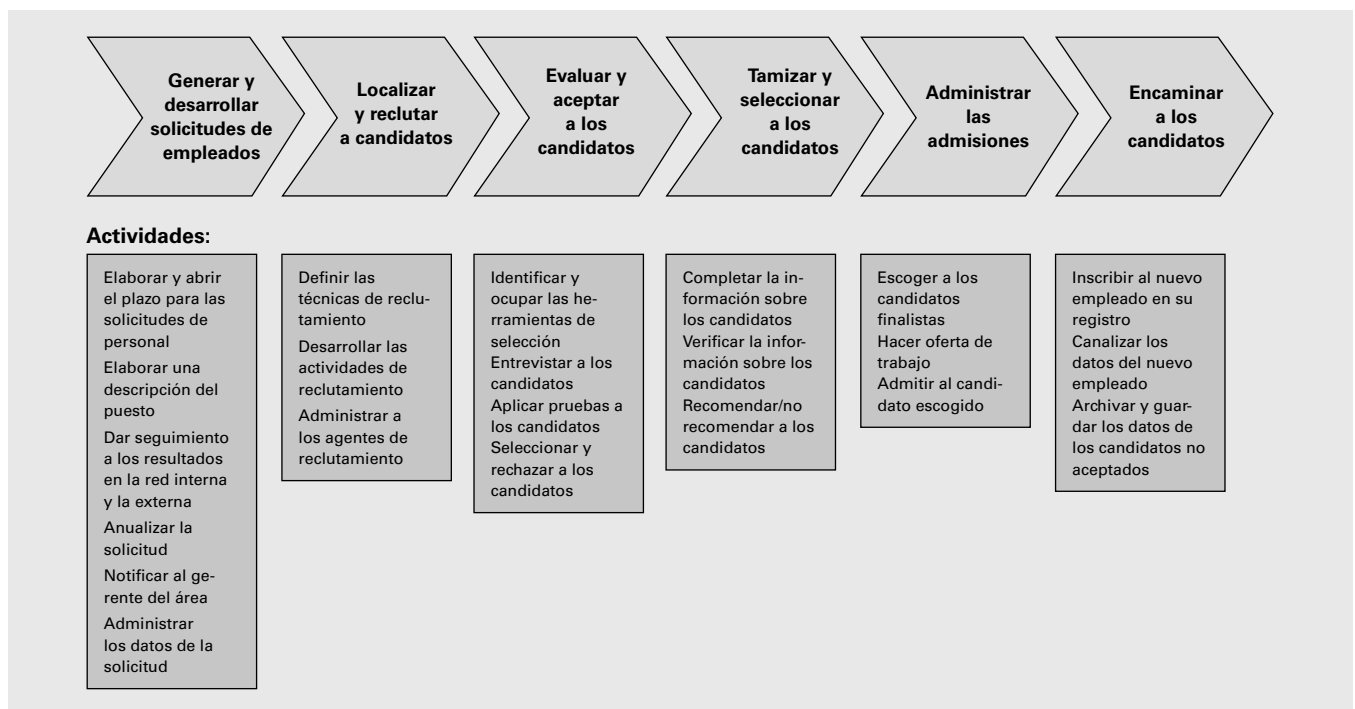 Generar y
desarrollar
solicitudes de
empleados
Localizar
y reclutar
a candidatos
Evaluar y
aceptar
a los
candidatos
Tamizar y
seleccionar
a los
candidatos
Administrar
las
admisiones
Encaminar
a los
candidatos
Actividades:
Elaborar y abrir
el plazo para las
solicitudes de
personal
Elaborar una
descripción del
puesto
Dar seguimiento
a los resultados
en la red interna
y la externa
Anualizar la
solicitud
Notificar al ge-
rente del área
Administrar
los datos de la
solicitud
Definir las
técnicas de reclu-
tamiento
Desarrollar las
actividades de
reclutamiento
Administrar a
los agentes de
reclutamiento
Identificar y
ocupar las he-
rramientas de
selección
Entrevistar a los
candidatos
Aplicar pruebas a
los candidatos
Seleccionar y
rechazar a los
candidatos
Completar la in-
formación sobre
los candidatos
Verificar la infor-
mación sobre los
candidatos
Recomendar/no
recomendar a los
candidatos
Escoger a los
candidatos
finalistas
Hacer oferta de
trabajo
Admitir al candi-
dato escogido
Inscribir al nuevo
empleado en su
registro
Canalizar los
datos del nuevo
empleado
Archivar y guar-
dar los datos de
los candidatos no
aceptados